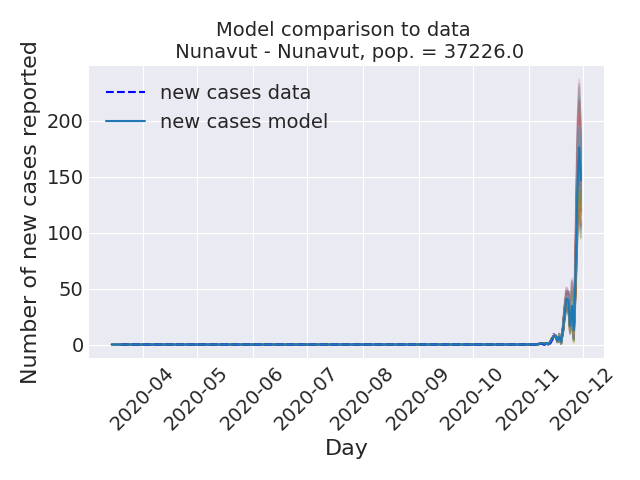 Model comparison to data
Nunavut - Nunavut, pop. = 37226.0
Number of new cases reported
200
150
100
50
0
new cases data
new cases model
2020-04
2020-05
2020-06
2020-07
2020-08
2020-09
2020-10
2020-11
2020-12
Day